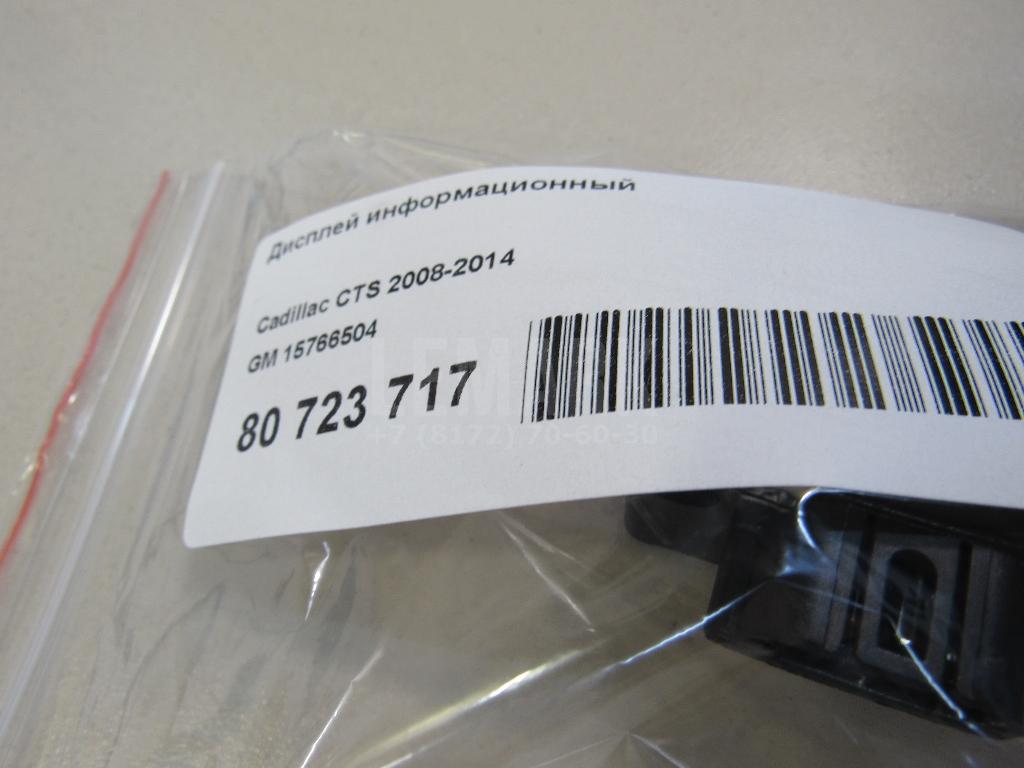 Дисплей информационный
Cadillac CTS 2008-2014
GM 15766504
80 723 717
+7 (8172) 70-60-30